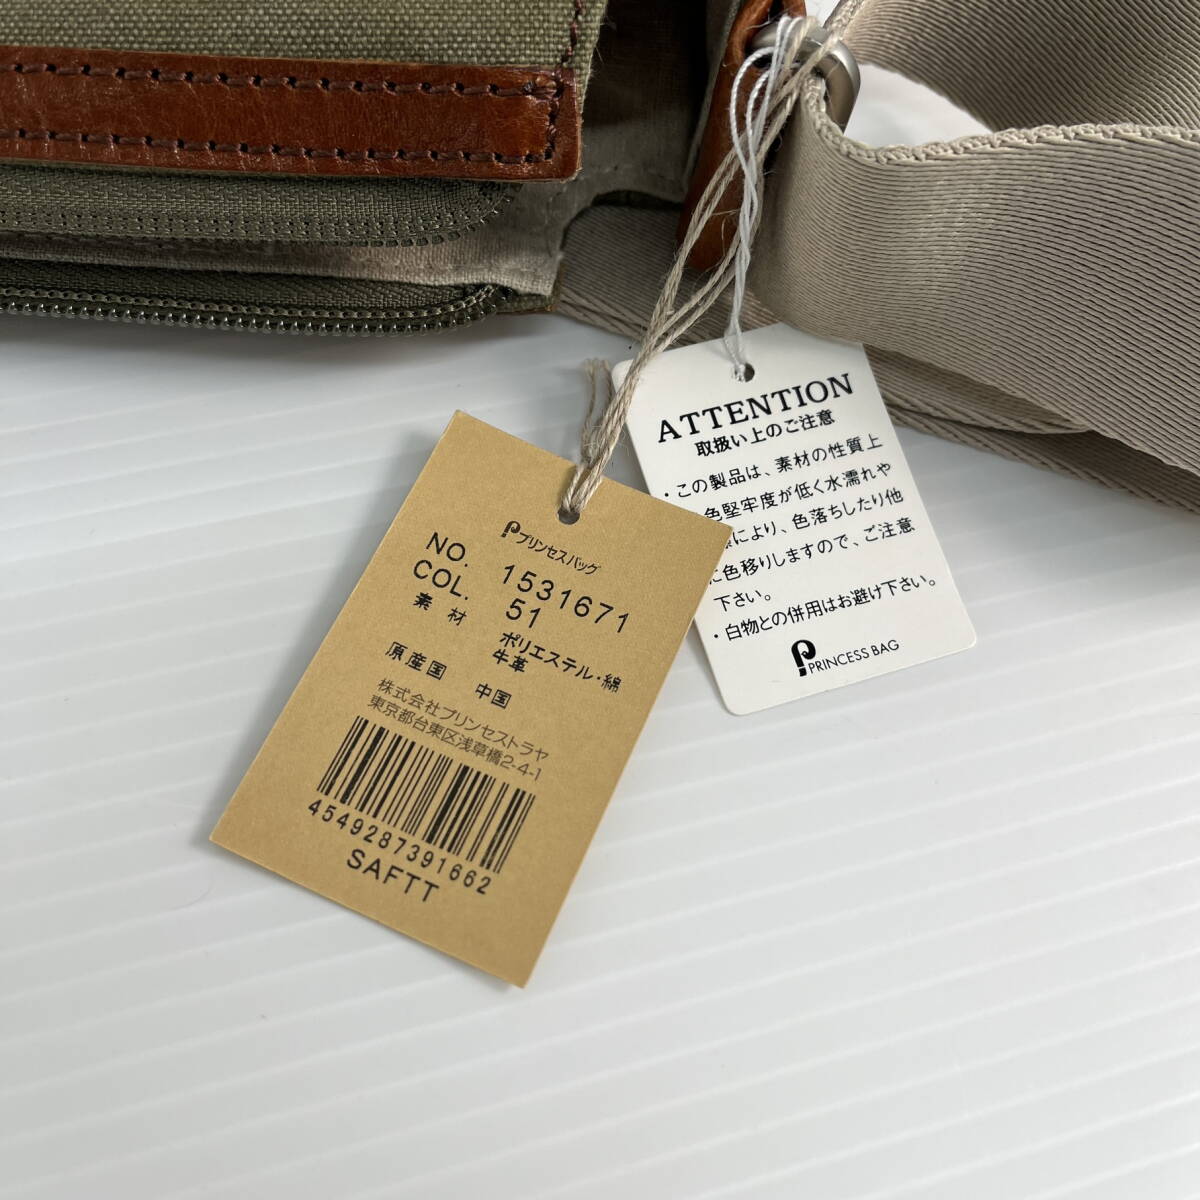 プリンセスバッグ
NO. 1531671
COL. 51
素材 ポリエステル・綿
牛革
原産国 中国
株式会社プリンセストラヤ
東京都台東区浅草橋2-4-1
4549287391662
SAFTT
ATTENTION
取扱い上のご注意
・この製品は、素材の性質上
色堅牢度が低く水濡れや
により、色落ちしたり他
に色移りしますので、ご注意
下さい。
・白物との併用はお避け下さい。
PRINCESS BAG